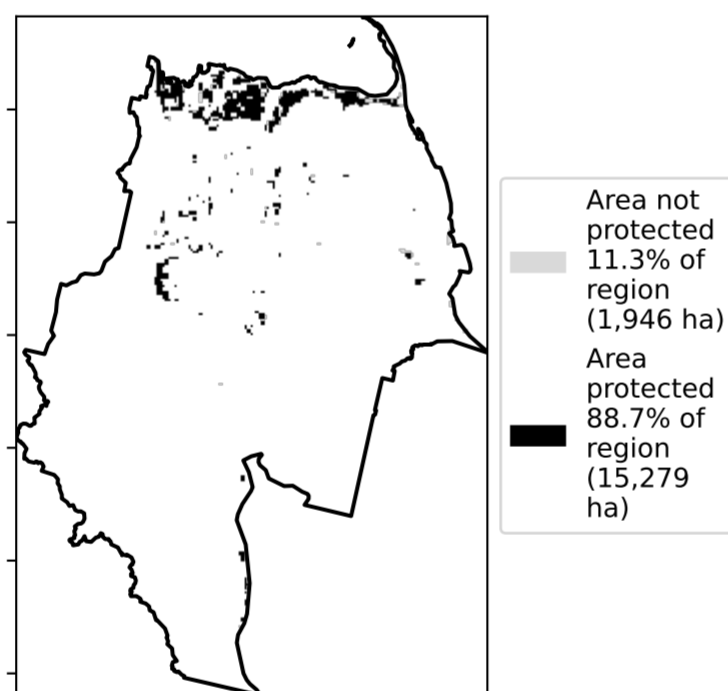 Area not
protected
11.3% of
region
(1,946 ha)
Area
protected
88.7% of
region
(15,279
ha)